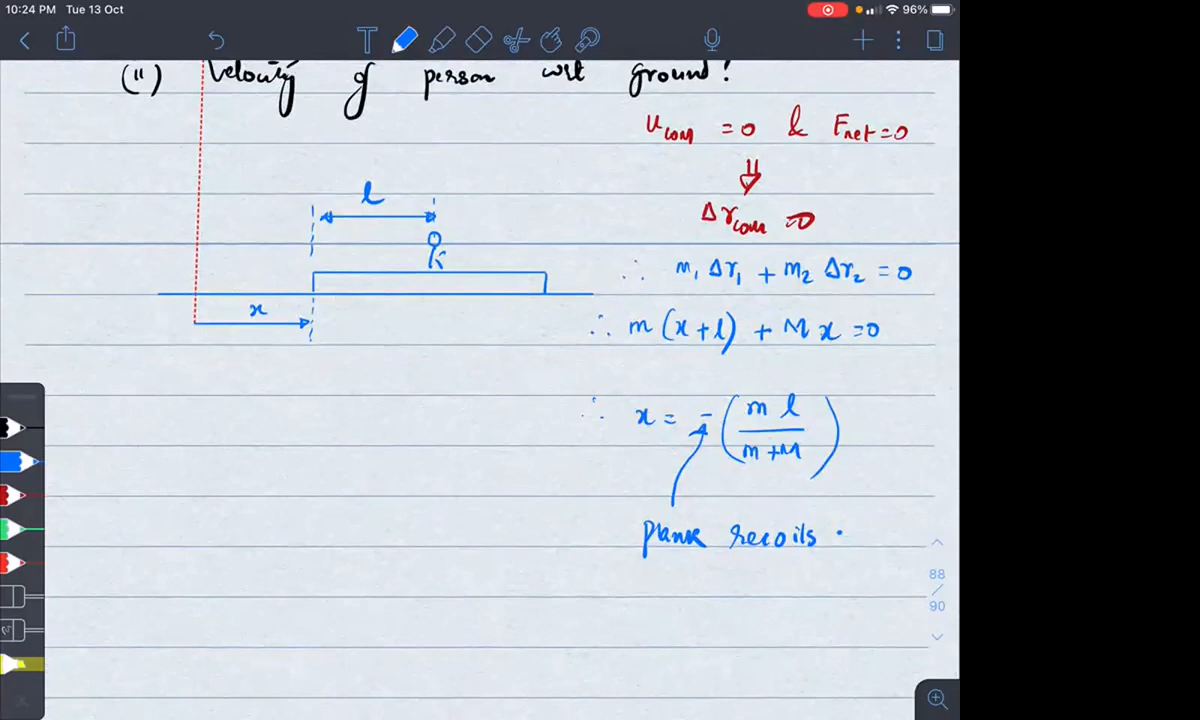 10:24 PM Tue 13 Oct
96%
(ii) Velocity of person wrt ground?
u_com = 0 & F_net = 0
⇓
Δr_com = 0
l
∴ m₁ Δr₁ + m₂ Δr₂ = 0
x
∴ m (x + l) + M x = 0
∴ x = - (m l / m + M)
plank recoils .
88
/
90